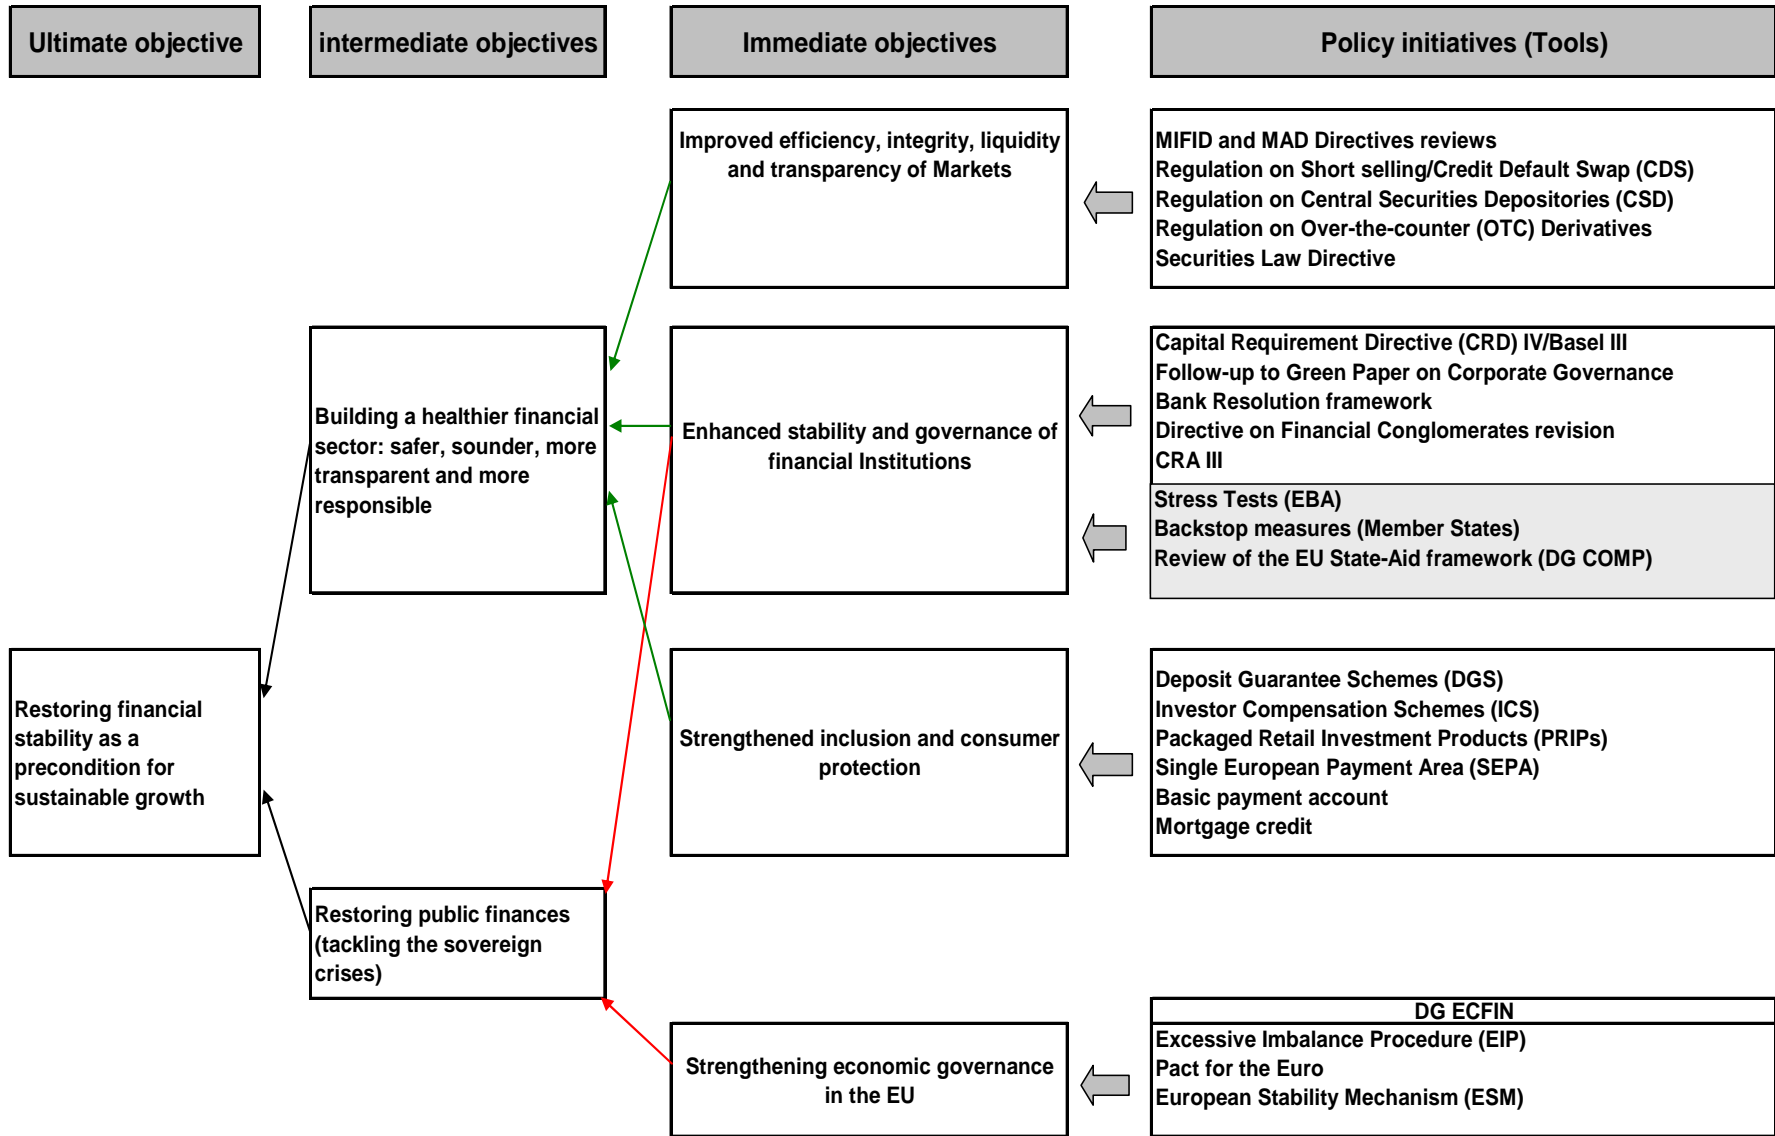 Ultimate objective
intermediate objectives
Immediate objectives
Policy initiatives (Tools)
Improved efficiency, integrity, liquidity
and transparency of Markets
MIFID and MAD Directives reviews
Regulation on Short selling/Credit Default Swap (CDS)
Regulation on Central Securities Depositories (CSD)
Regulation on Over-the-counter (OTC) Derivatives
Securities Law Directive
Building a healthier financial
sector: safer, sounder, more
transparent and more
responsible
Enhanced stability and governance of
financial Institutions
Capital Requirement Directive (CRD) IV/Basel III
Follow-up to Green Paper on Corporate Governance
Bank Resolution framework
Directive on Financial Conglomerates revision
CRA III
Stress Tests (EBA)
Backstop measures (Member States)
Review of the EU State-Aid framework (DG COMP)
Restoring financial
stability as a
precondition for
sustainable growth
Strengthened inclusion and consumer
protection
Deposit Guarantee Schemes (DGS)
Investor Compensation Schemes (ICS)
Packaged Retail Investment Products (PRIPs)
Single European Payment Area (SEPA)
Basic payment account
Mortgage credit
Restoring public finances
(tackling the sovereign
crises)
Strengthening economic governance
in the EU
DG ECFIN
Excessive Imbalance Procedure (EIP)
Pact for the Euro
European Stability Mechanism (ESM)